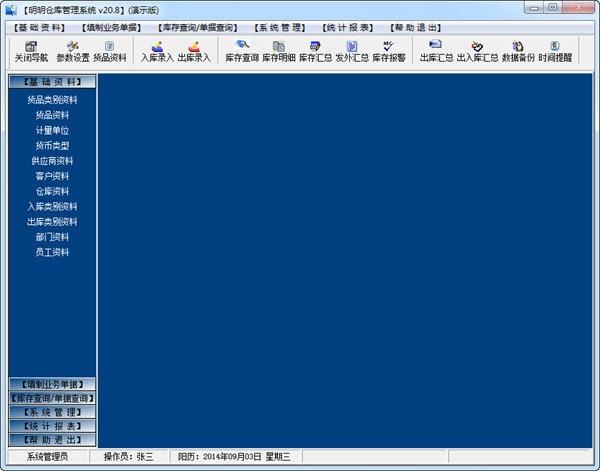 【明明仓库管理系统 v20.8】(演示版)
【基 础 资 料】 【填制业务单据】 【库存查询/单据查询】 【系 统 管 理】 【统 计 报 表】 【帮 助 退 出】
关闭导航 参数设置 货品资料 入库录入 出库录入 库存查询 库存明细 库存汇总 发外汇总 库存报警 出库汇总 出入库汇总 数据备份 时间提醒
【基 础 资 料】
货品类别资料
货品资料
计量单位
货币类型
供应商资料
客户资料
仓库资料
入库类别资料
出库类别资料
部门资料
员工资料
【填制业务单据】
【库存查询/单据查询】
【系 统 管 理】
【统 计 报 表】
【帮 助 退 出】
系统管理员 操作员：张三 阳历：2014年09月03日 星期三